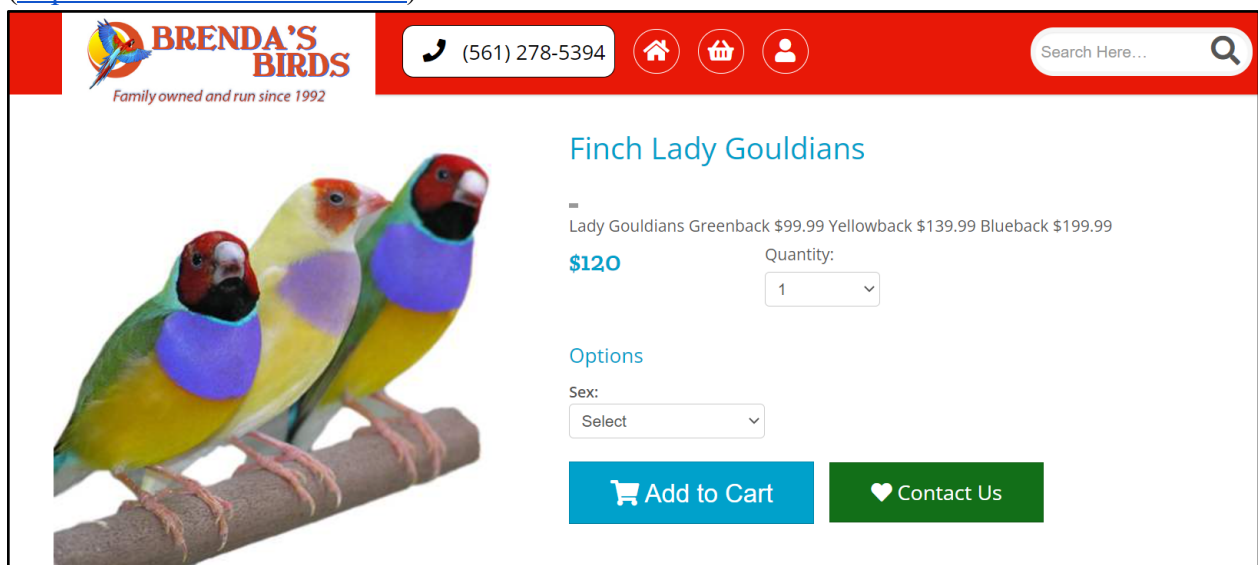 BRENDA'S
BIRDS
Family owned and run since 1992
(561) 278-5394
Search Here...
Finch Lady Gouldians
Lady Gouldians Greenback $99.99 Yellowback $139.99 Blueback $199.99
$120
Quantity:
1
Options
Sex:
Select
Add to Cart
Contact Us